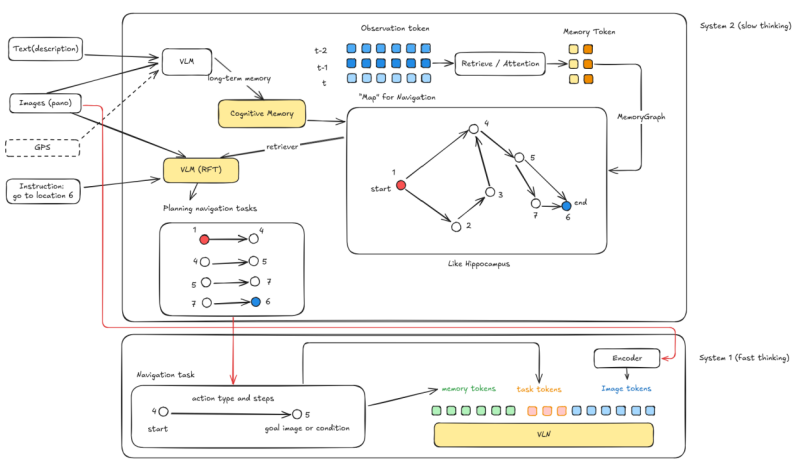 System 2 (slow thinking)
Text(description)
Images (pano)
GPS
Instruction:
go to location 6
VLM
long-term memory
Cognitive Memory
VLM (RFT)
retriever
Planning navigation tasks
1
4
4
5
5
7
7
6
Observation token
t-2
t-1
t
Retrieve / Attention
Memory Token
MemoryGraph
"Map" for Navigation
1
start
2
3
4
5
7
6
end
Like Hippocampus
System 1 (fast thinking)
Navigation task
action type and steps
4
5
start
goal image or condition
Encoder
memory tokens
task tokens
Image tokens
VLN